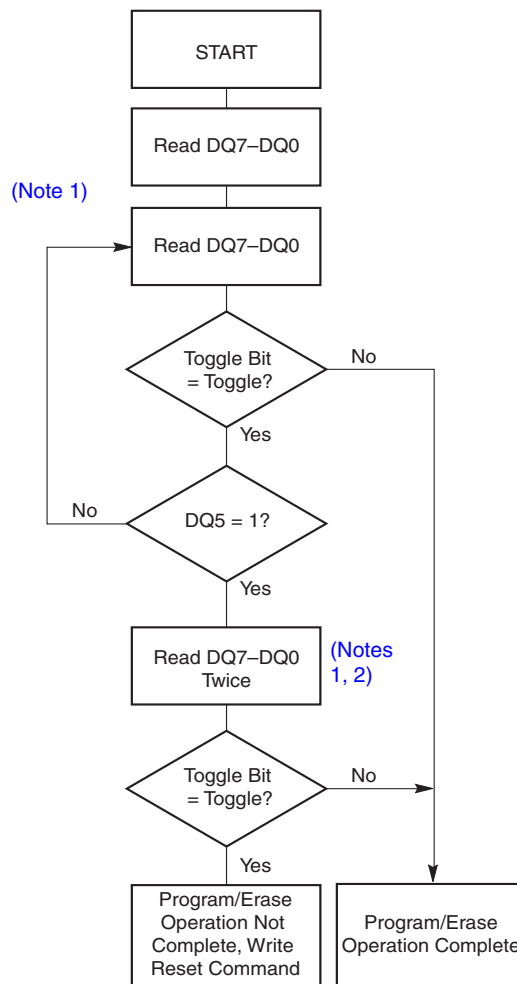 START
Read DQ7–DQ0
(Note 1)
Read DQ7–DQ0
Toggle Bit
= Toggle?
No
Yes
No
DQ5 = 1?
Yes
Read DQ7–DQ0
Twice
(Notes
1, 2)
Toggle Bit
= Toggle?
No
Yes
Program/Erase
Operation Not
Complete, Write
Reset Command
Program/Erase
Operation Complete